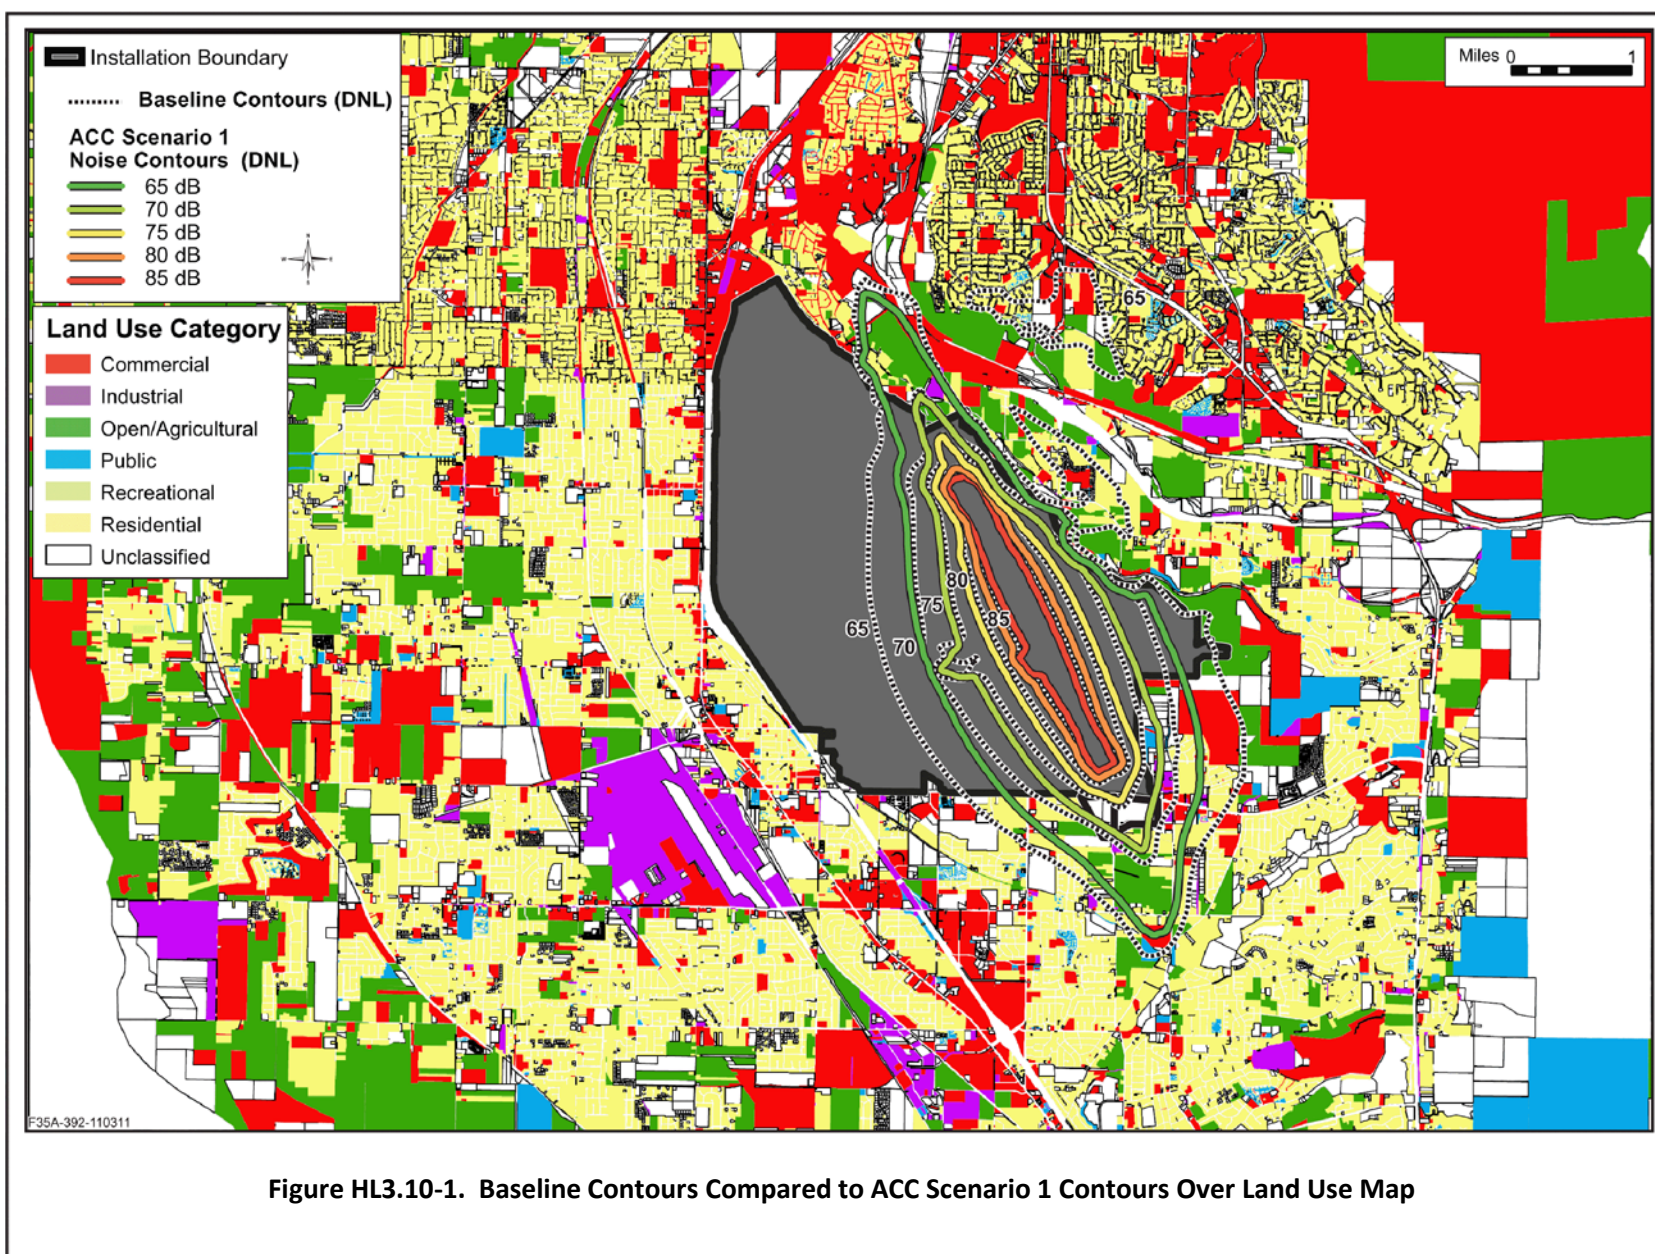 Installation Boundary
Baseline Contours (DNL)
ACC Scenario 1
Noise Contours (DNL)
65 dB
70 dB
75 dB
80 dB
85 dB
Land Use Category
Commercial
Industrial
Open/Agricultural
Public
Recreational
Residential
Unclassified
Miles 0 1
N
W E
S
65
80
75
85
65
70
F35A-392-110311
Figure HL3.10-1. Baseline Contours Compared to ACC Scenario 1 Contours Over Land Use Map